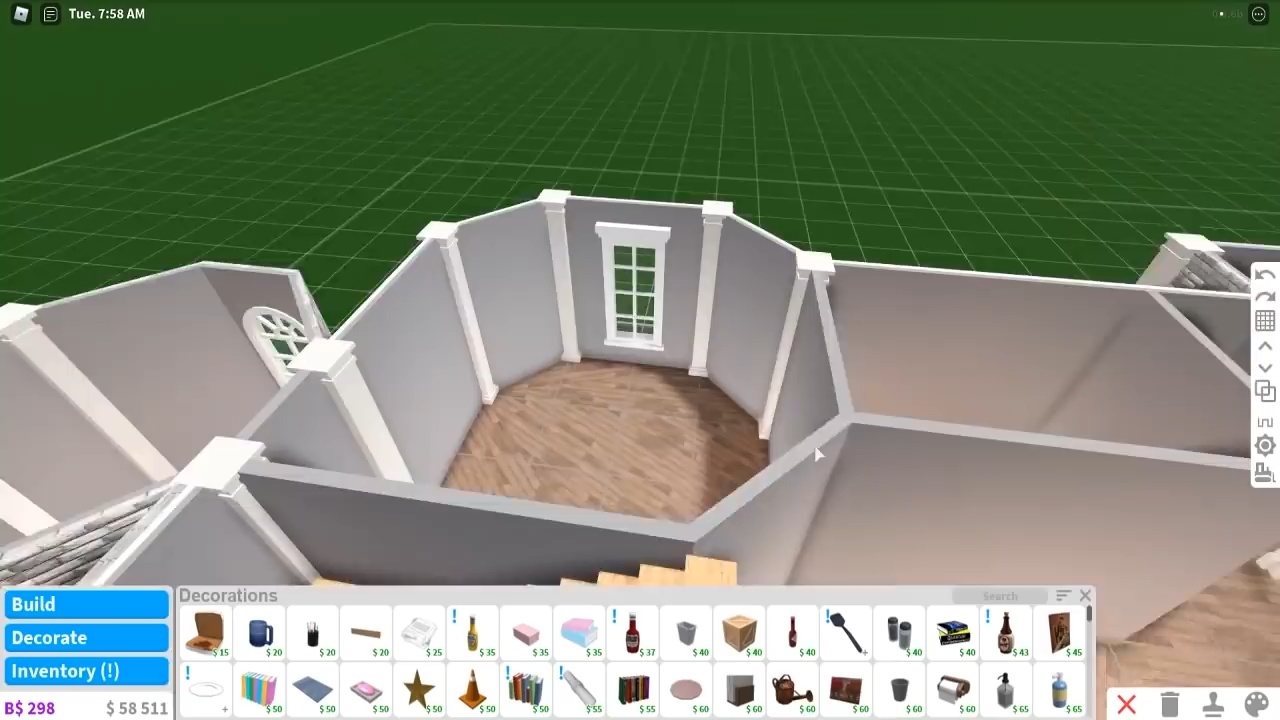 Tue. 7:58 AM
Build
Decorate
Inventory (!)
B$ 298
$ 58 511
Decorations
Search
$ 15
$ 20
$ 20
$ 20
$ 25
! $ 35
$ 35
$ 35
! $ 37
$ 40
$ 40
$ 40
! +
$ 40
$ 40
! $ 43
$ 45
! +
$ 50
$ 50
$ 50
$ 50
$ 50
! $ 50
! $ 55
$ 55
$ 60
$ 60
$ 60
$ 60
$ 60
$ 60
$ 65
$ 65